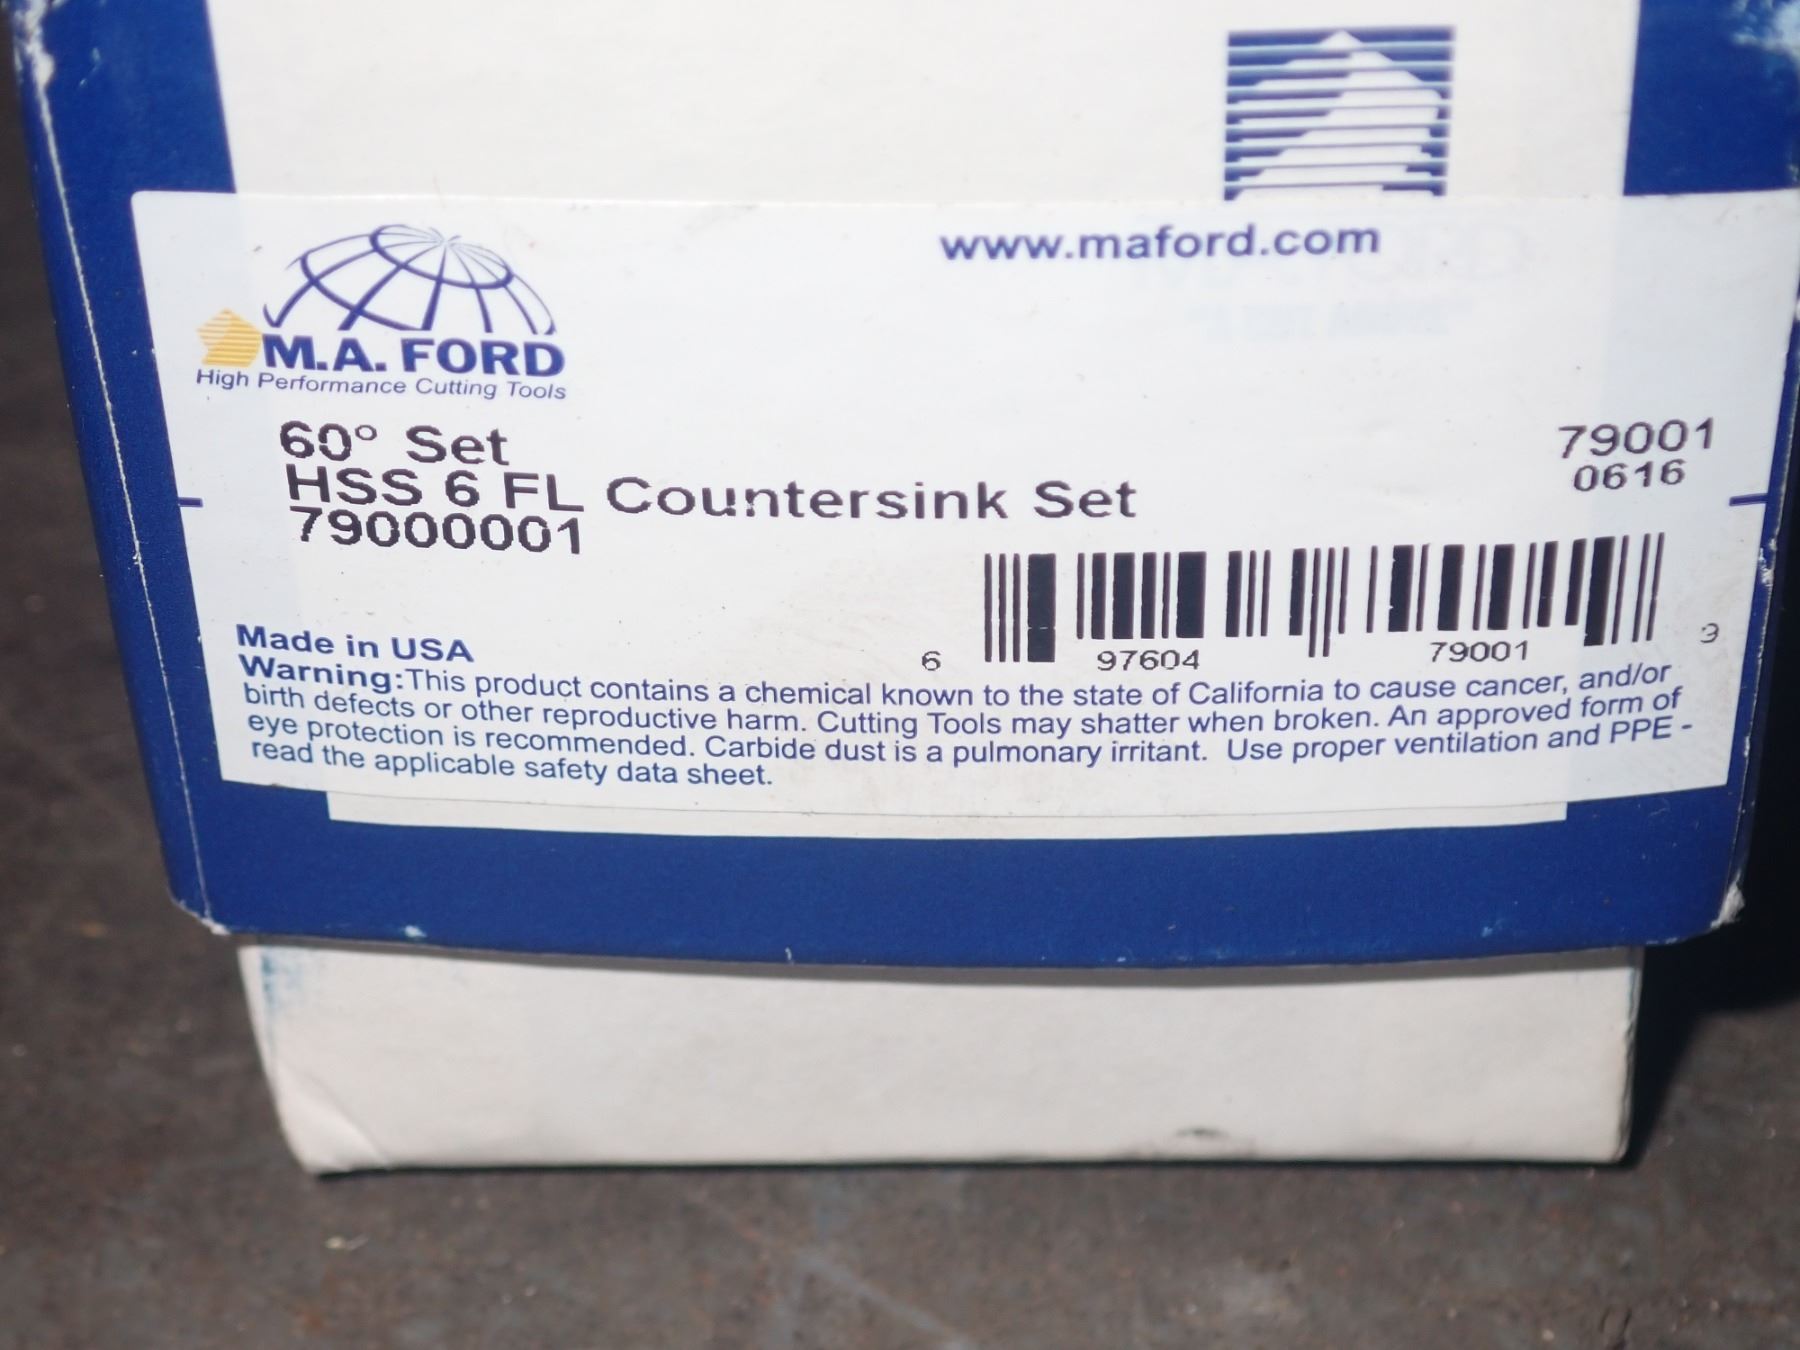 www.maford.com
M.A. FORD
High Performance Cutting Tools
60° Set
HSS 6 FL Countersink Set
79000001
79001
0616
6 97604 79001 3
Made in USA
Warning:This product contains a chemical known to the state of California to cause cancer, and/or
birth defects or other reproductive harm. Cutting Tools may shatter when broken. An approved form of
eye protection is recommended. Carbide dust is a pulmonary irritant. Use proper ventilation and PPE -
read the applicable safety data sheet.